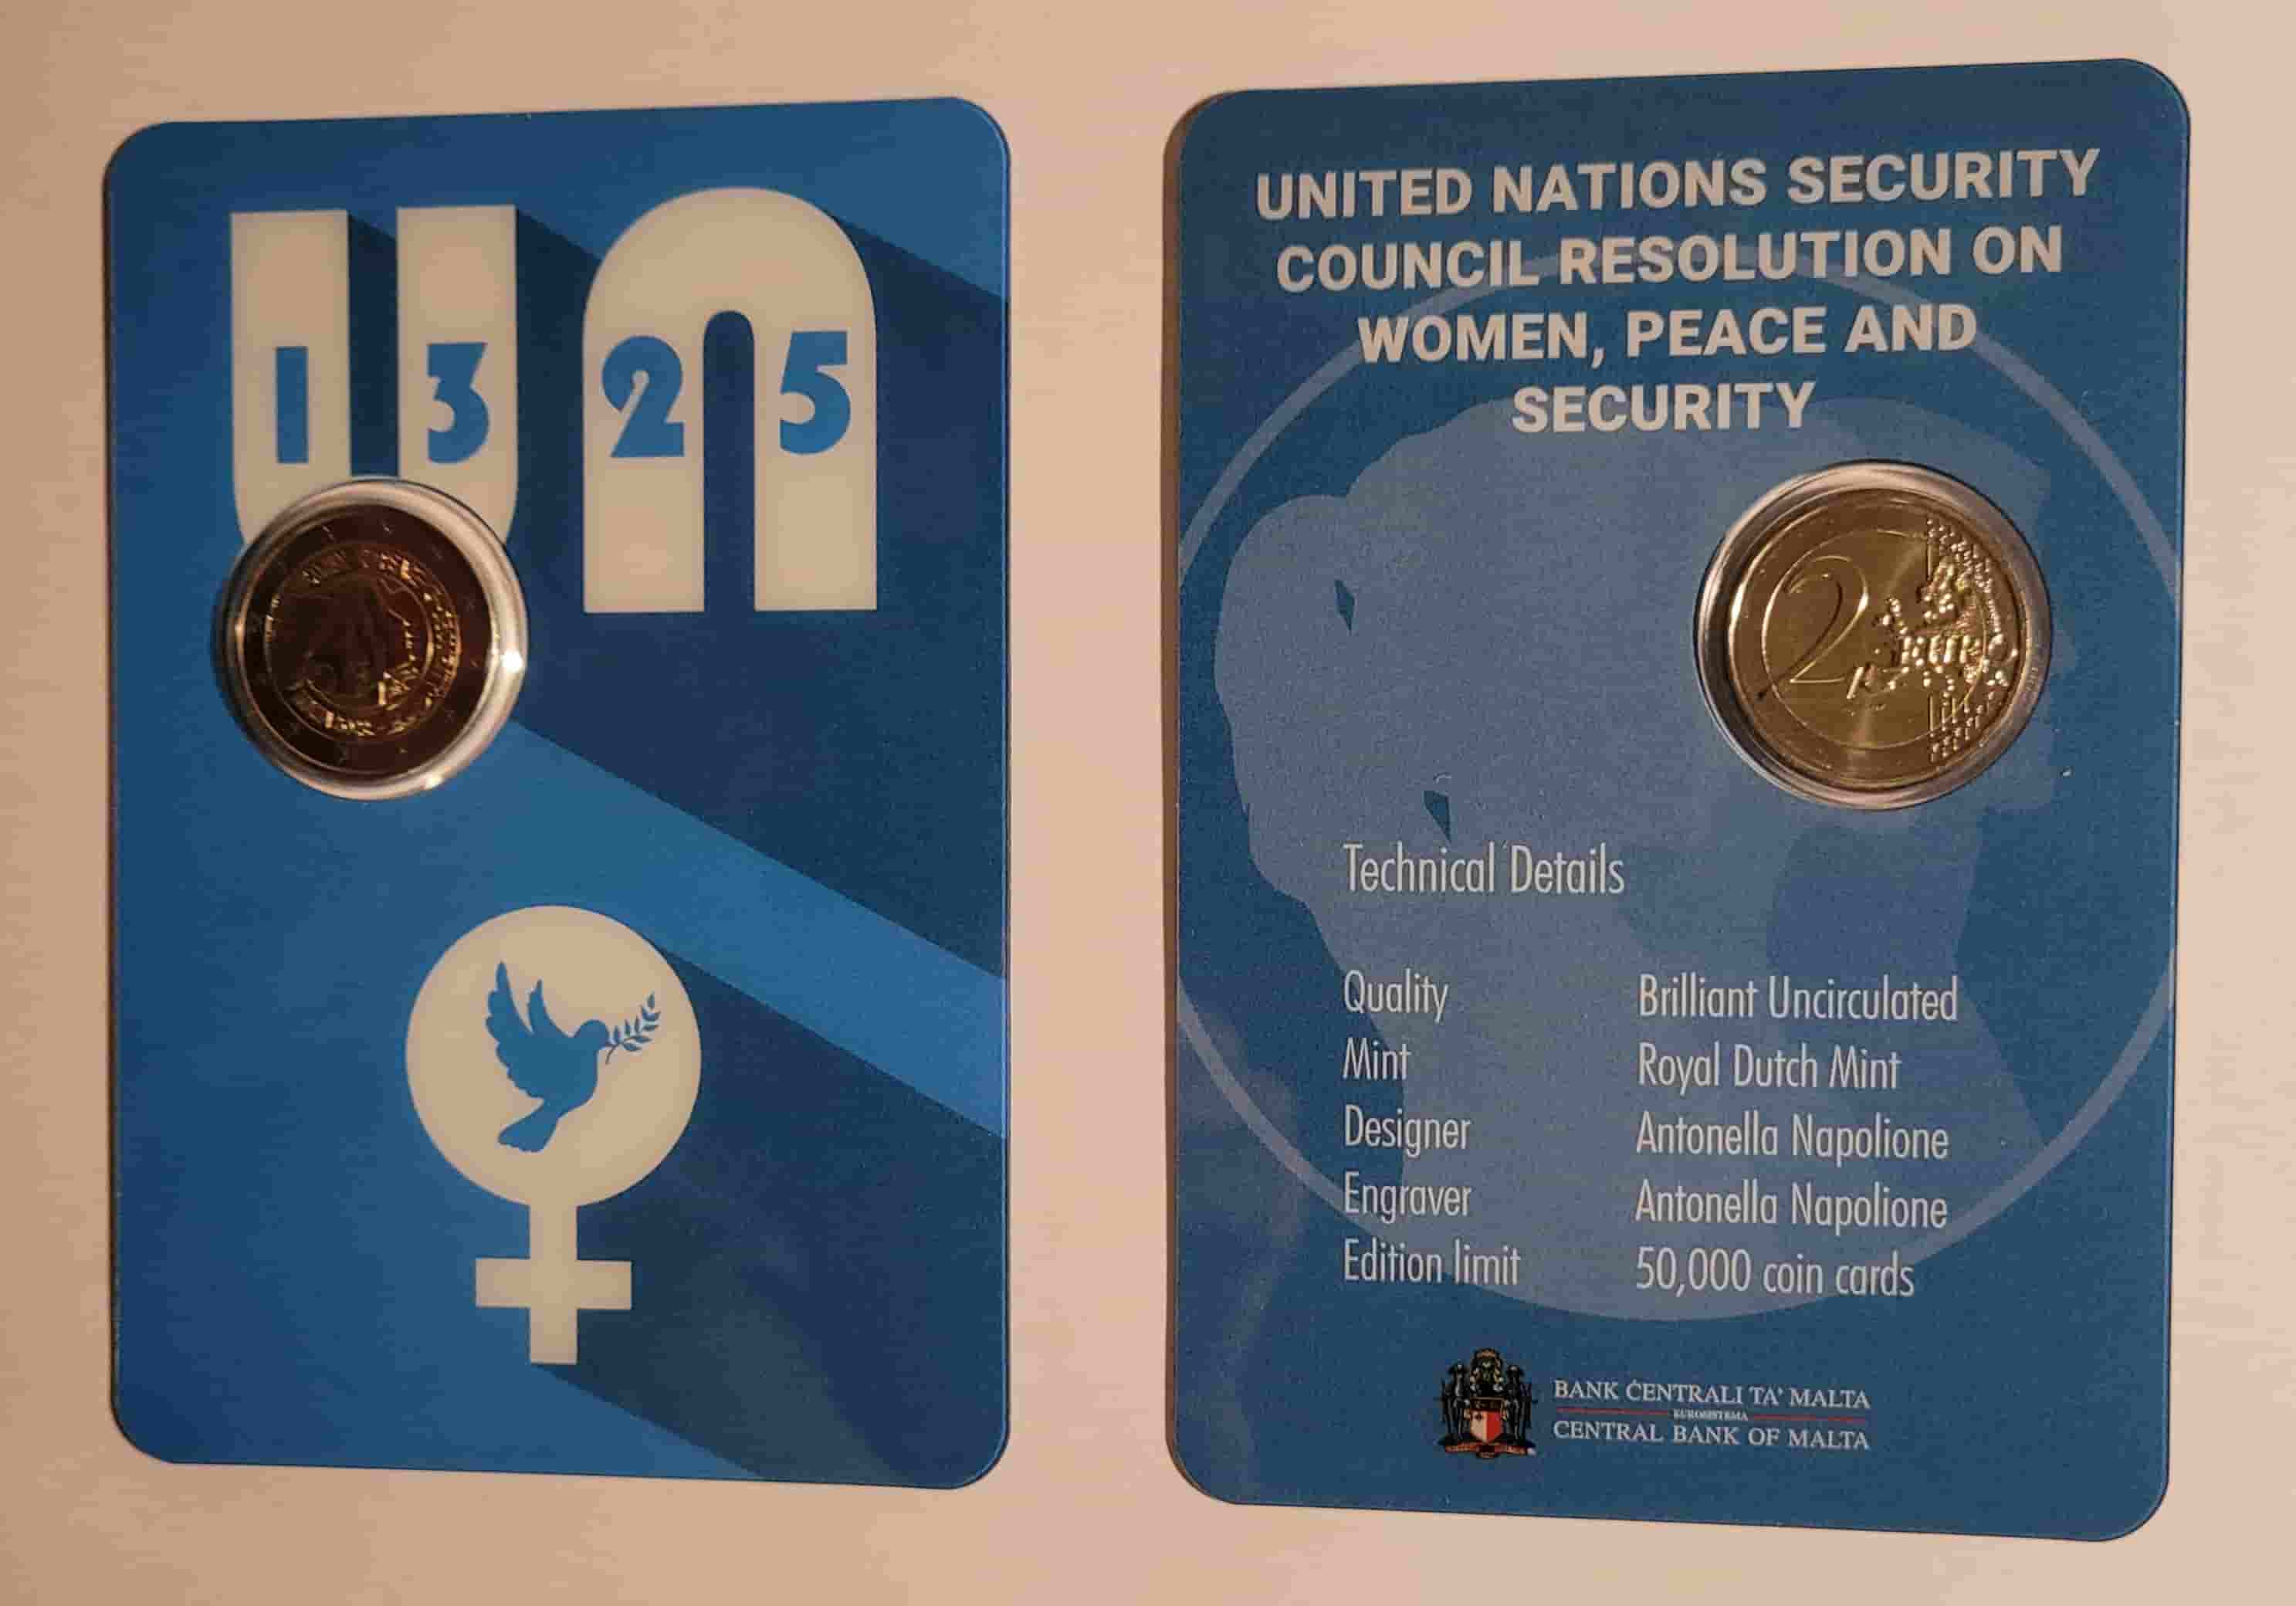 UN
1325
UNITED NATIONS SECURITY
COUNCIL RESOLUTION ON
WOMEN, PEACE AND
SECURITY
2
EURO
Technical Details
Quality Brilliant Uncirculated
Mint Royal Dutch Mint
Designer Antonella Napolione
Engraver Antonella Napolione
Edition limit 50,000 coin cards
BANK ĊENTRALI TA' MALTA
EUROSISTEMA
CENTRAL BANK OF MALTA